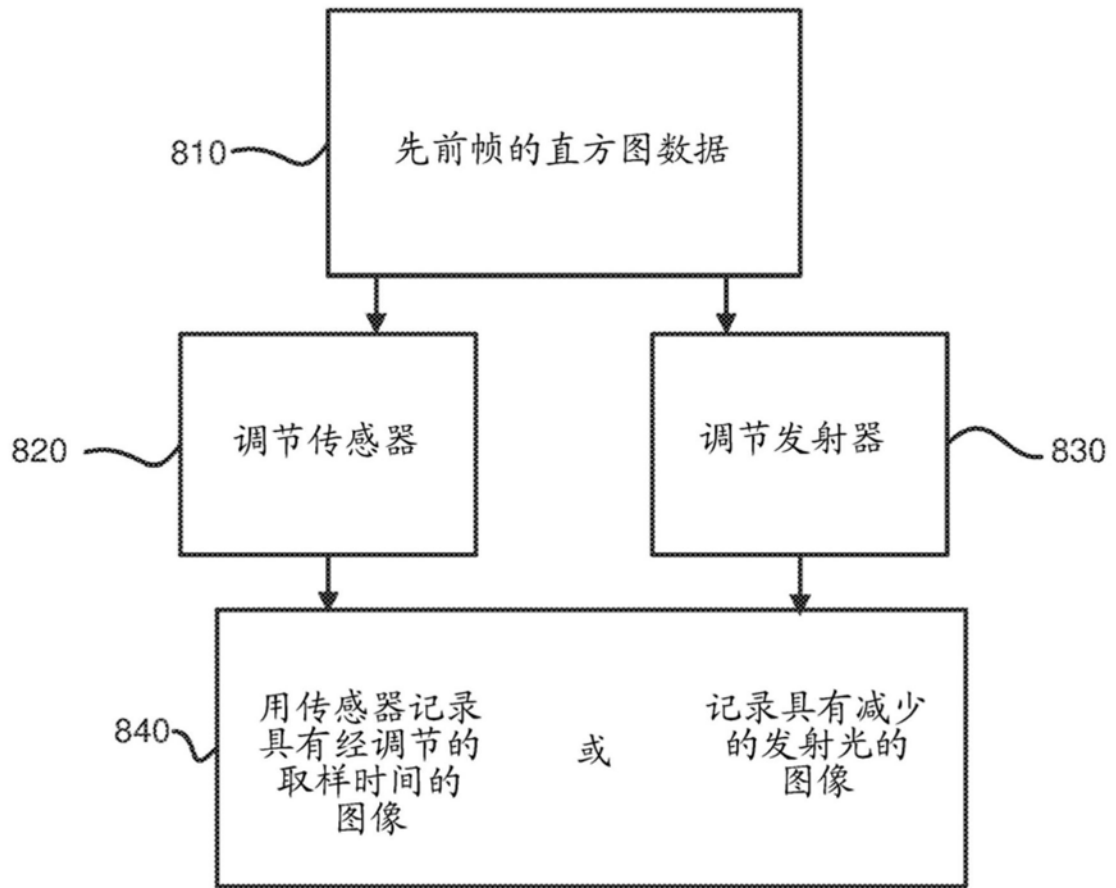 810
先前帧的直方图数据
820
调节传感器
调节发射器
830
840
用传感器记录
具有经调节的
取样时间的
图像
或
记录具有减少
的发射光的
图像